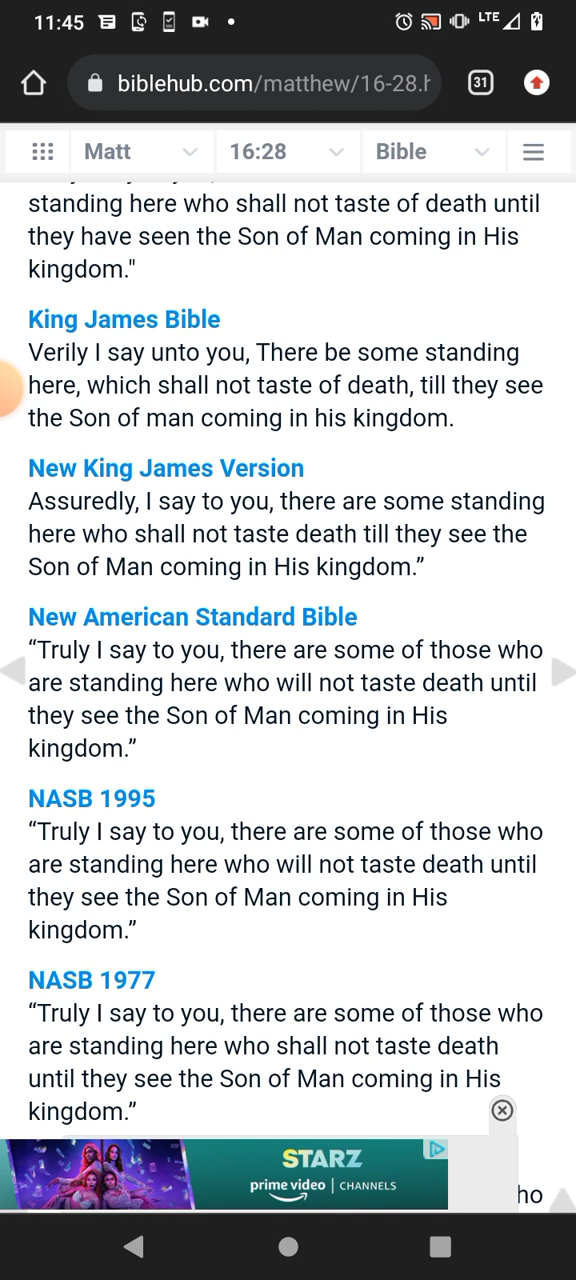 11:45
LTE
biblehub.com/matthew/16-28.h
31
Matt
16:28
Bible
standing here who shall not taste of death until
they have seen the Son of Man coming in His
kingdom."
King James Bible
Verily I say unto you, There be some standing
here, which shall not taste of death, till they see
the Son of man coming in his kingdom.
New King James Version
Assuredly, I say to you, there are some standing
here who shall not taste death till they see the
Son of Man coming in His kingdom.”
New American Standard Bible
“Truly I say to you, there are some of those who
are standing here who will not taste death until
they see the Son of Man coming in His
kingdom.”
NASB 1995
“Truly I say to you, there are some of those who
are standing here who will not taste death until
they see the Son of Man coming in His
kingdom.”
NASB 1977
“Truly I say to you, there are some of those who
are standing here who shall not taste death
until they see the Son of Man coming in His
kingdom.”
STARZ
prime video | CHANNELS
ho